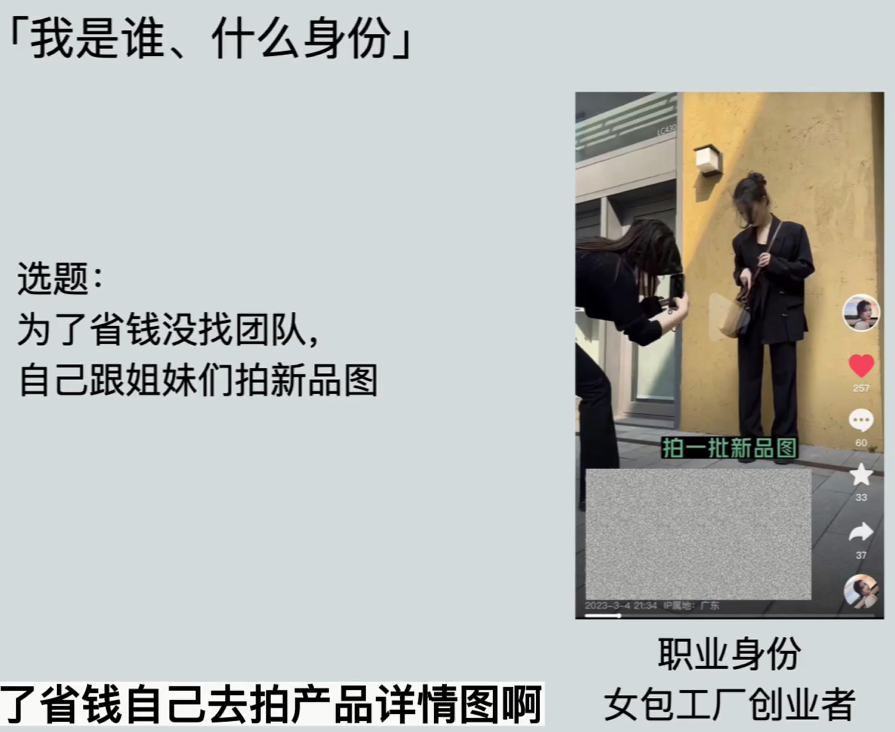 「我是谁、什么身份」
选题：
为了省钱没找团队，
自己跟姐妹们拍新品图
拍一批新品图
257
60
33
37
2023-3-4 21:34 IP属地：广东
职业身份
女包工厂创业者
了省钱自己去拍产品详情图啊